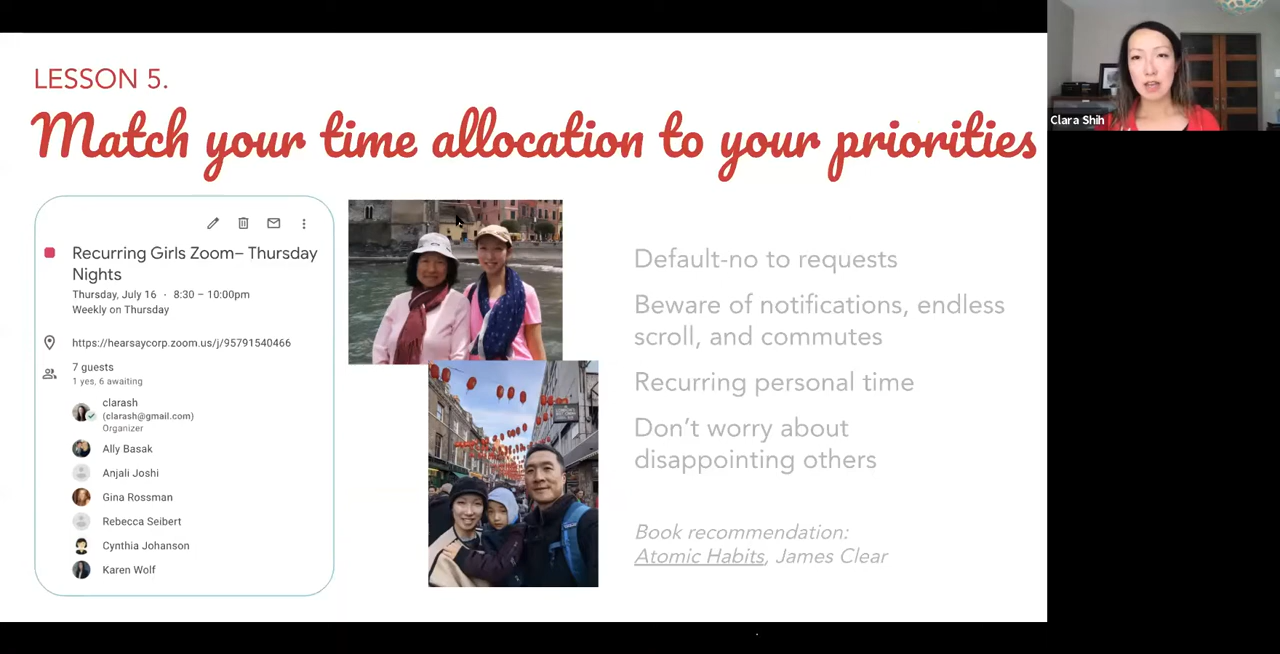 LESSON 5.
Match your time allocation to your priorities
Recurring Girls Zoom– Thursday
Nights
Thursday, July 16 · 8:30 – 10:00pm
Weekly on Thursday
https://hearsaycorp.zoom.us/j/95791540466
7 guests
1 yes, 6 awaiting
clarash
(clarash@gmail.com)
Organizer
Ally Basak
Anjali Joshi
Gina Rossman
Rebecca Seibert
Cynthia Johanson
Karen Wolf
Default-no to requests
Beware of notifications, endless
scroll, and commutes
Recurring personal time
Don’t worry about
disappointing others
Book recommendation:
Atomic Habits, James Clear
Clara Shih